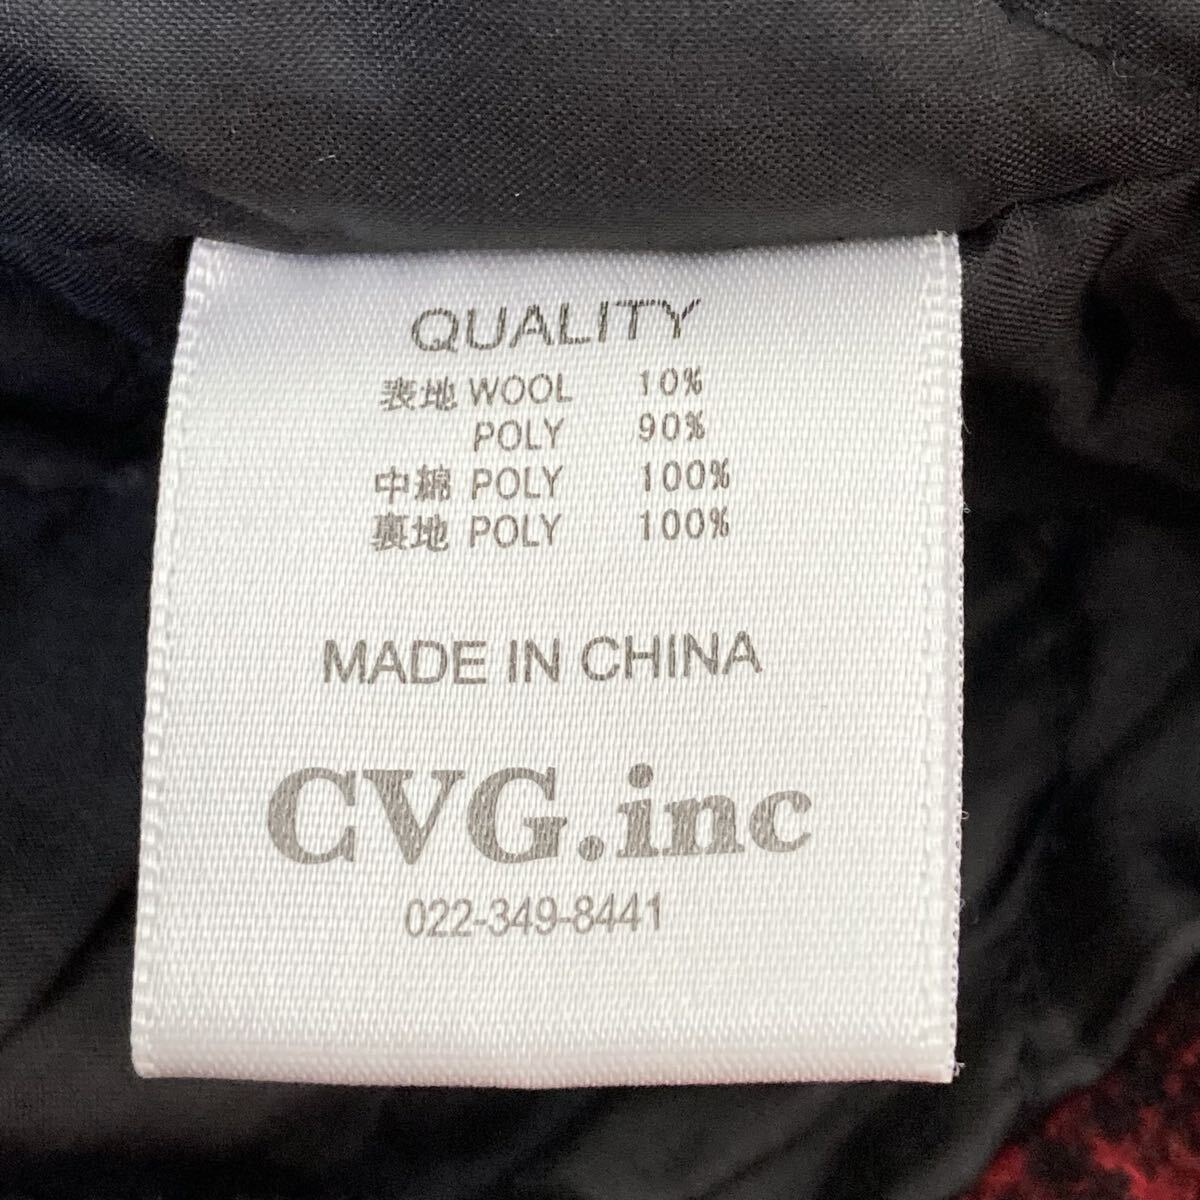 QUALITY
表地 WOOL 10%
POLY 90%
中綿 POLY 100%
裏地 POLY 100%
MADE IN CHINA
CVG.inc
022-349-8441